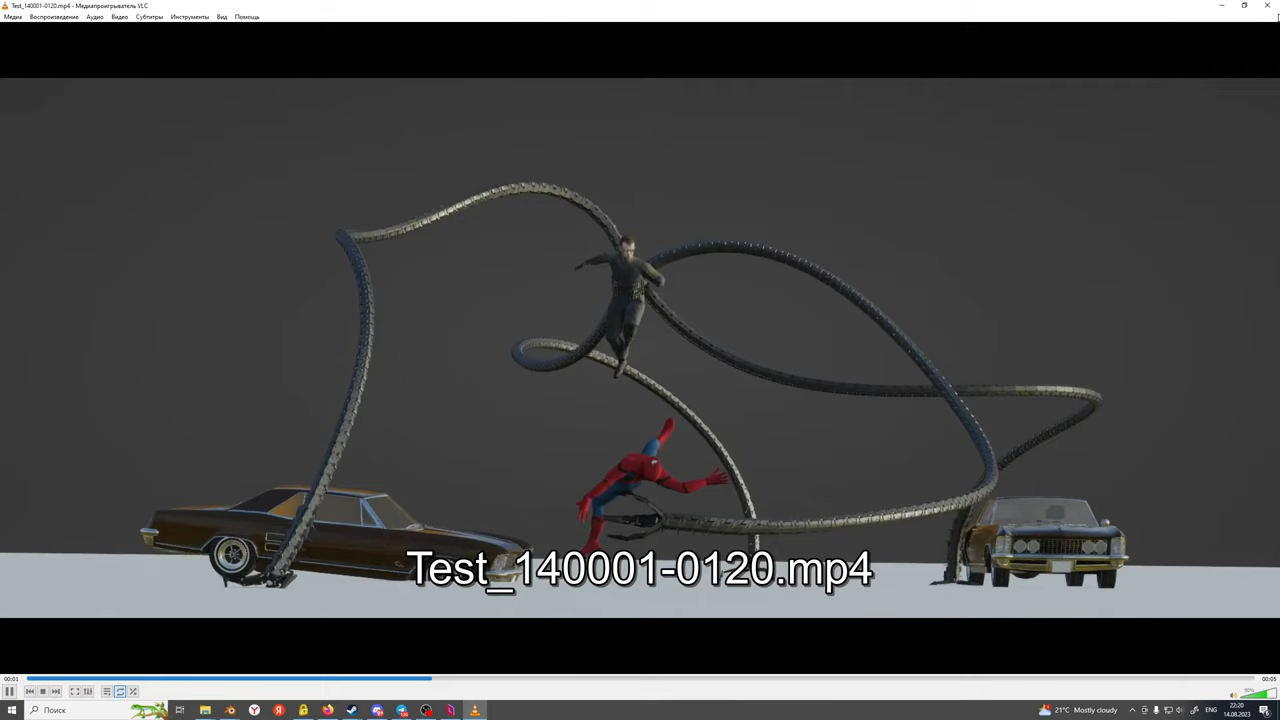 Test_140001-0120.mp4 - Медиапроигрыватель VLC
Медиа Воспроизведение Аудио Видео Субтитры Инструменты Вид Помощь
Test_140001-0120.mp4
00:01 00:05
90%
Поиск 21°C Mostly cloudy ENG 22:20
14.08.2023